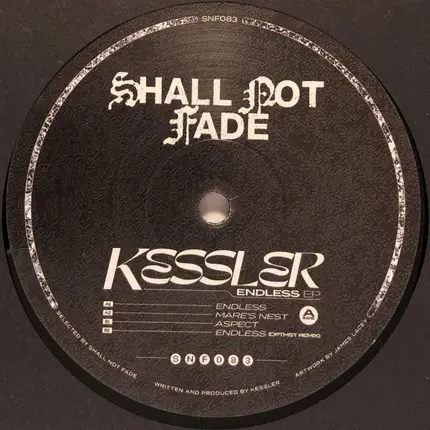 SNF083
SHALL NOT
FADE
KESSLER
ENDLESS EP
A1 ENDLESS
A2 MARE'S NEST
B1 ASPECT
B2 ENDLESS (OPTMST REMIX)
A
SNF083
SELECTED BY SHALL NOT FADE
WRITTEN AND PRODUCED BY KESSLER
ARTWORK BY JAMES LACEY